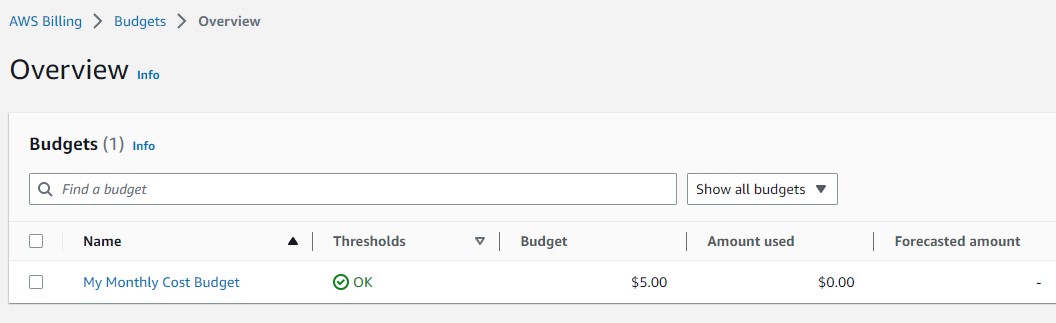 AWS Billing > Budgets > Overview
Overview Info
Budgets (1) Info
Find a budget Show all budgets
Name Thresholds Budget Amount used Forecasted amount
My Monthly Cost Budget OK $5.00 $0.00 -